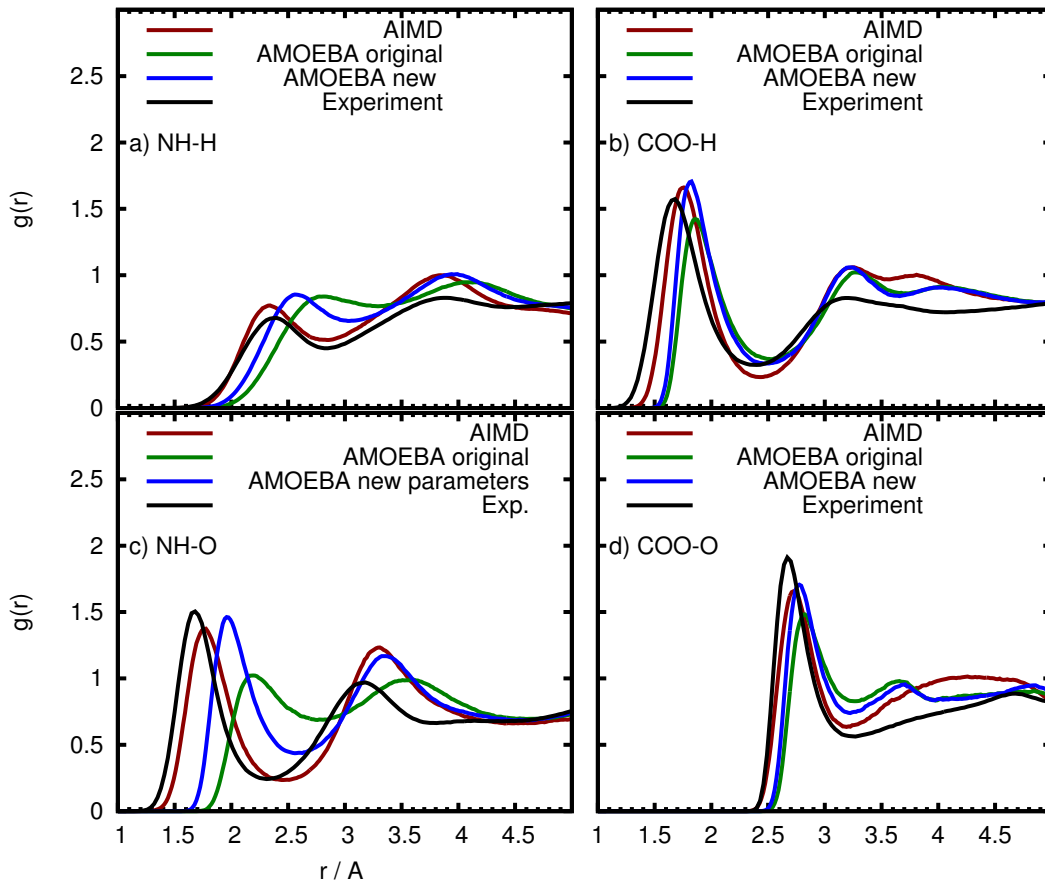 AIMD
AMOEBA original
AMOEBA new
Experiment
a) NH-H
g(r)
2.5
2
1.5
1
0.5
0
AIMD
AMOEBA original
AMOEBA new
Experiment
b) COO-H
AIMD
AMOEBA original
AMOEBA new parameters
Exp.
c) NH-O
g(r)
2.5
2
1.5
1
0.5
0
1 1.5 2 2.5 3 3.5 4 4.5
r / A
AIMD
AMOEBA original
AMOEBA new
Experiment
d) COO-O
1 1.5 2 2.5 3 3.5 4 4.5